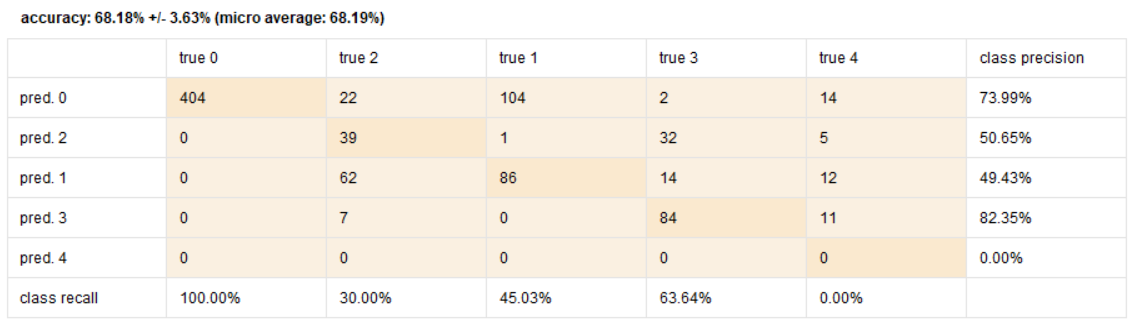 accuracy: 68.18% +/- 3.63% (micro average: 68.19%)
true 0 true 2 true 1 true 3 true 4 class precision
pred. 0 404 22 104 2 14 73.99%
pred. 2 0 39 1 32 5 50.65%
pred. 1 0 62 86 14 12 49.43%
pred. 3 0 7 0 84 11 82.35%
pred. 4 0 0 0 0 0 0.00%
class recall 100.00% 30.00% 45.03% 63.64% 0.00%